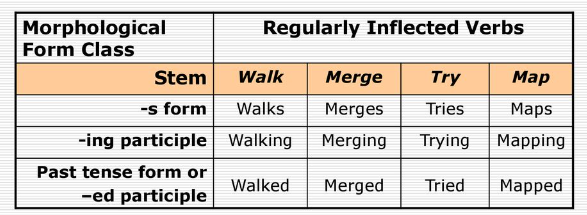 Morphological Regularly Inflected Verbs
Form Class
Stem Walk Merge Try Map
-s form Walks Merges Tries Maps
-ing participle Walking Merging Trying Mapping
Past tense form or
–ed participle Walked Merged Tried Mapped